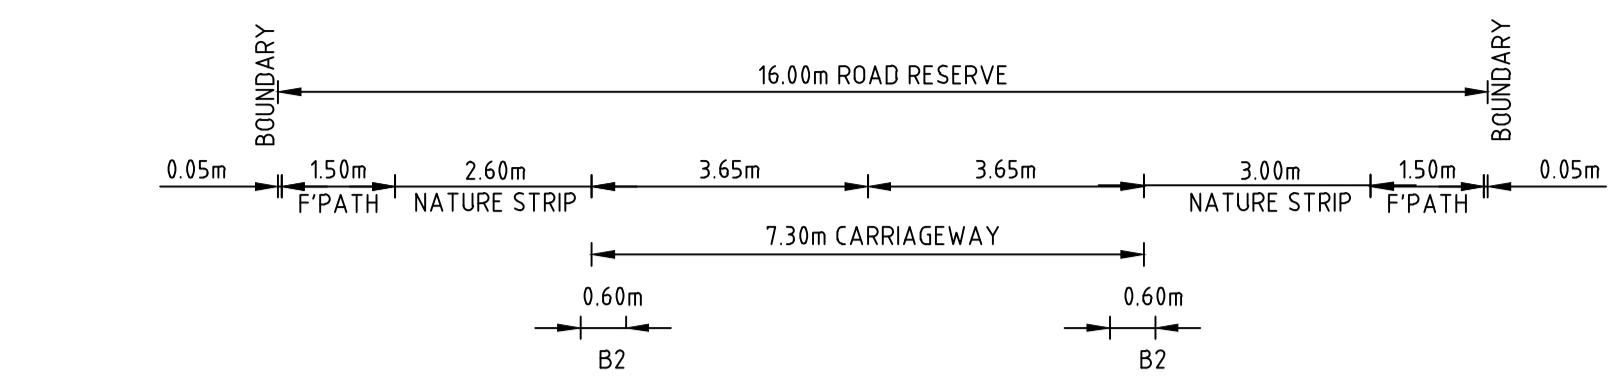 BOUNDARY
16.00m ROAD RESERVE
BOUNDARY
0.05m
1.50m
2.60m
3.65m
3.65m
3.00m
1.50m
0.05m
F'PATH
NATURE STRIP
NATURE STRIP
F'PATH
7.30m CARRIAGEWAY
0.60m
0.60m
B2
B2